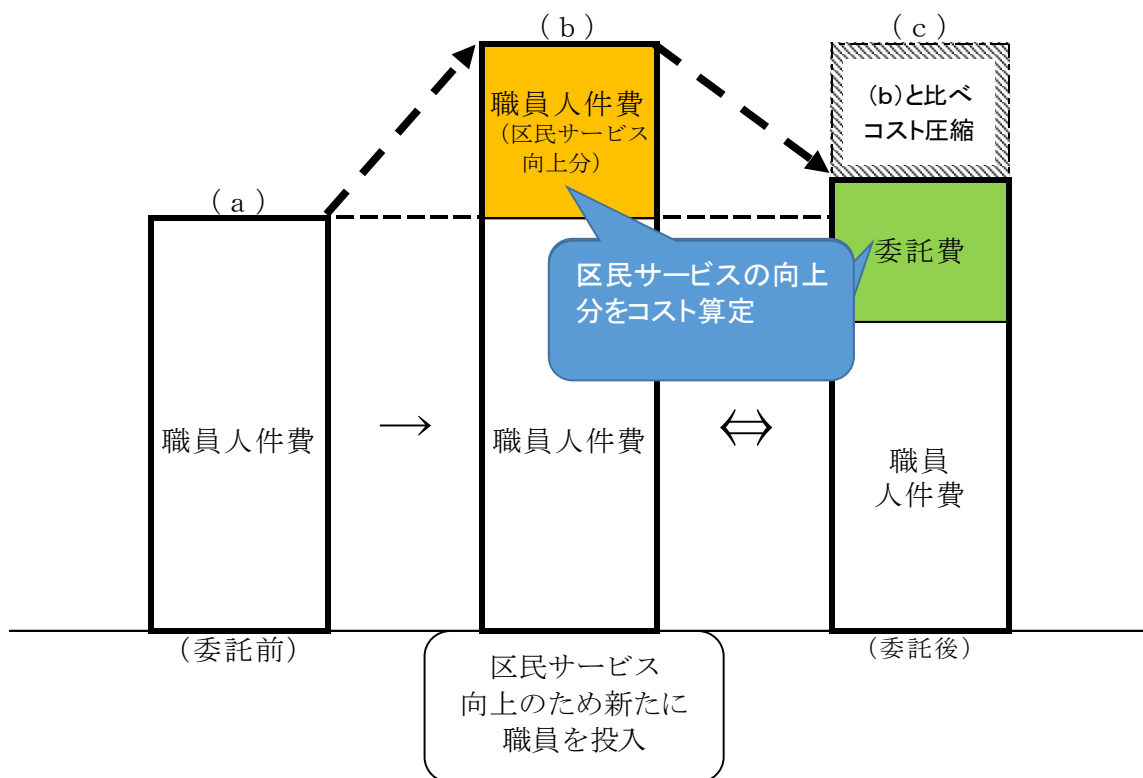 (b)
(c)
職員人件費
(区民サービス
向上分)
(b)と比べ
コスト圧縮
(a)
委託費
区民サービスの向上
分をコスト算定
職員人件費
→
職員人件費
⇔
職員
人件費
(委託前)
(委託後)
区民サービス
向上のため新たに
職員を投入